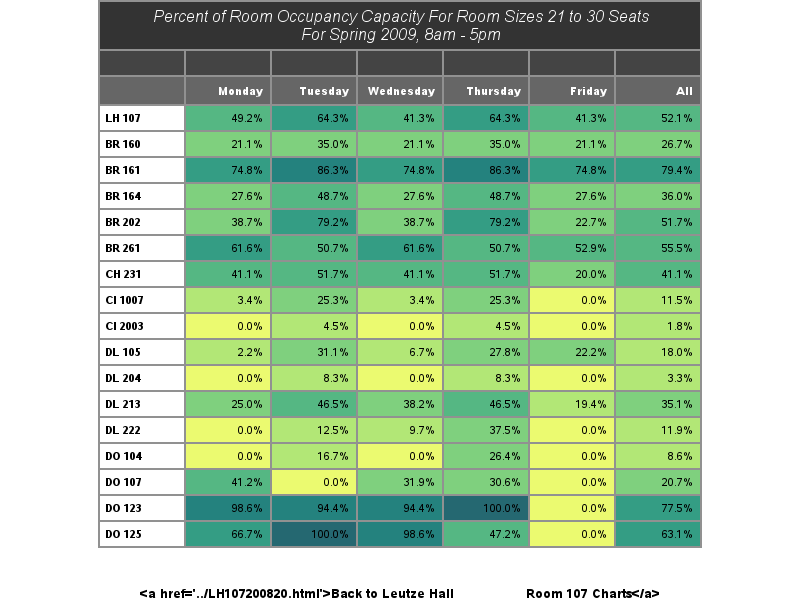 Percent of Room Occupancy Capacity For Room Sizes 21 to 30 Seats
For Spring 2009, 8am - 5pm
Monday Tuesday Wednesday Thursday Friday All
LH 107 49.2% 64.3% 41.3% 64.3% 41.3% 52.1%
BR 160 21.1% 35.0% 21.1% 35.0% 21.1% 26.7%
BR 161 74.8% 86.3% 74.8% 86.3% 74.8% 79.4%
BR 164 27.6% 48.7% 27.6% 48.7% 27.6% 36.0%
BR 202 38.7% 79.2% 38.7% 79.2% 22.7% 51.7%
BR 261 61.6% 50.7% 61.6% 50.7% 52.9% 55.5%
CH 231 41.1% 51.7% 41.1% 51.7% 20.0% 41.1%
CI 1007 3.4% 25.3% 3.4% 25.3% 0.0% 11.5%
CI 2003 0.0% 4.5% 0.0% 4.5% 0.0% 1.8%
DL 105 2.2% 31.1% 6.7% 27.8% 22.2% 18.0%
DL 204 0.0% 8.3% 0.0% 8.3% 0.0% 3.3%
DL 213 25.0% 46.5% 38.2% 46.5% 19.4% 35.1%
DL 222 0.0% 12.5% 9.7% 37.5% 0.0% 11.9%
DO 104 0.0% 16.7% 0.0% 26.4% 0.0% 8.6%
DO 107 41.2% 0.0% 31.9% 30.6% 0.0% 20.7%
DO 123 98.6% 94.4% 94.4% 100.0% 0.0% 77.5%
DO 125 66.7% 100.0% 98.6% 47.2% 0.0% 63.1%
<a href='../LH107200820.html'>Back to Leutze Hall Room 107 Charts</a>